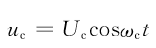 u_c = U_c cosω_c t